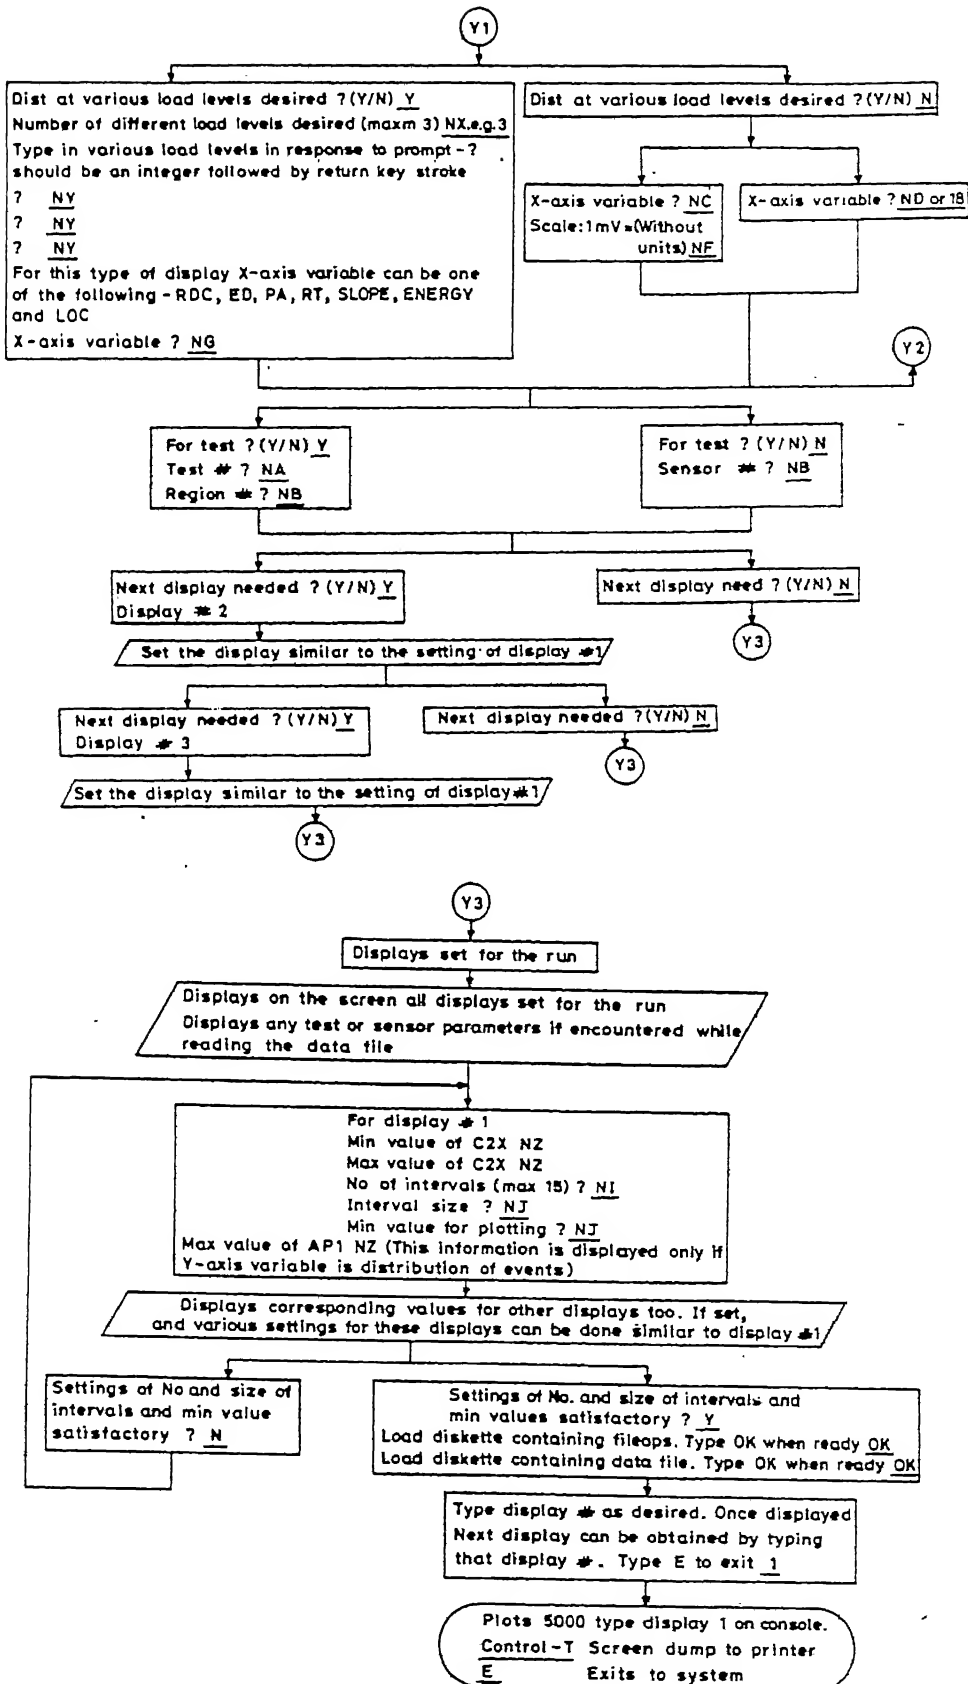 Y1
Dist at various load levels desired ? (Y/N) Y
Number of different load levels desired (maxm 3) NX.e.g.3
Type in various load levels in response to prompt - ?
should be an integer followed by return key stroke
? NY
? NY
? NY
For this type of display X-axis variable can be one
of the following - RDC, ED, PA, RT, SLOPE, ENERGY
and LOC
X-axis variable ? NG
Dist at various load levels desired ? (Y/N) N
X-axis variable ? NC
Scale: 1 mV = (Without
units) NF
X-axis variable ? ND or 18
Y2
For test ? (Y/N) Y
Test # ? NA
Region # ? NB
For test ? (Y/N) N
Sensor # ? NB
Next display needed ? (Y/N) Y
Display # 2
Next display need ? (Y/N) N
Y3
Set the display similar to the setting of display #1
Next display needed ? (Y/N) Y
Display # 3
Next display needed ? (Y/N) N
Y3
Set the display similar to the setting of display #1
Y3
Y3
Displays set for the run
Displays on the screen all displays set for the run
Displays any test or sensor parameters if encountered while
reading the data file
For display # 1
Min value of C2X NZ
Max value of C2X NZ
No of intervals (max 15) ? NI
Interval size ? NJ
Min value for plotting ? NJ
Max value of AP1 NZ (This information is displayed only if
Y-axis variable is distribution of events)
Displays corresponding values for other displays too. If set,
and various settings for these displays can be done similar to display #1
Settings of No and size of
intervals and min value
satisfactory ? N
Settings of No. and size of intervals and
min values satisfactory ? Y
Load diskette containing fileops. Type OK when ready OK
Load diskette containing data file. Type OK when ready OK
Type display # as desired. Once displayed
Next display can be obtained by typing
that display #. Type E to exit 1
Plots 5000 type display 1 on console.
Control-T Screen dump to printer
E Exits to system